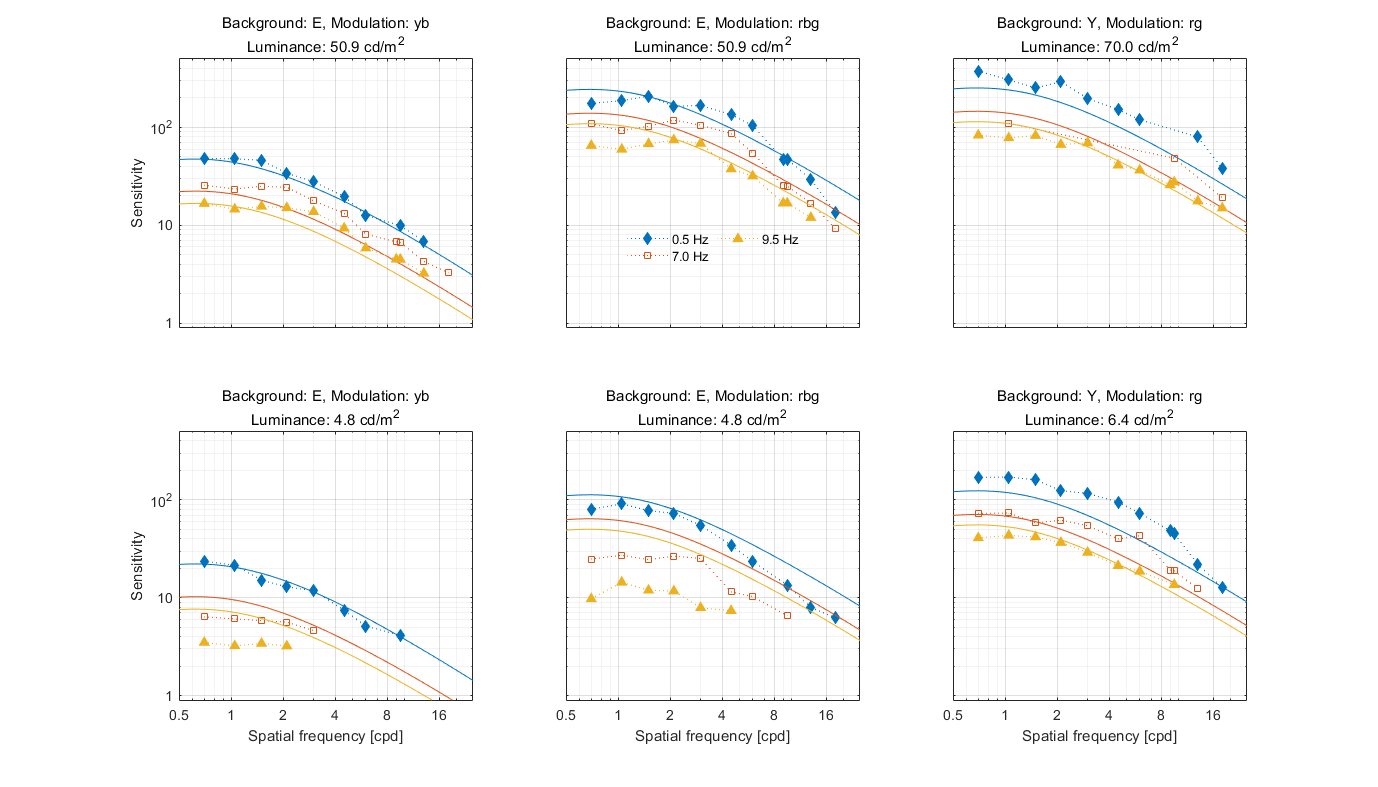 Background: E, Modulation: yb
Luminance: 50.9 cd/m²
Background: E, Modulation: rbg
Luminance: 50.9 cd/m²
Background: Y, Modulation: rg
Luminance: 70.0 cd/m²
Sensitivity
10²
10
1
0.5 Hz
9.5 Hz
7.0 Hz
Background: E, Modulation: yb
Luminance: 4.8 cd/m²
Background: E, Modulation: rbg
Luminance: 4.8 cd/m²
Background: Y, Modulation: rg
Luminance: 6.4 cd/m²
Sensitivity
10²
10
1
0.5 1 2 4 8 16
0.5 1 2 4 8 16
0.5 1 2 4 8 16
Spatial frequency [cpd]
Spatial frequency [cpd]
Spatial frequency [cpd]